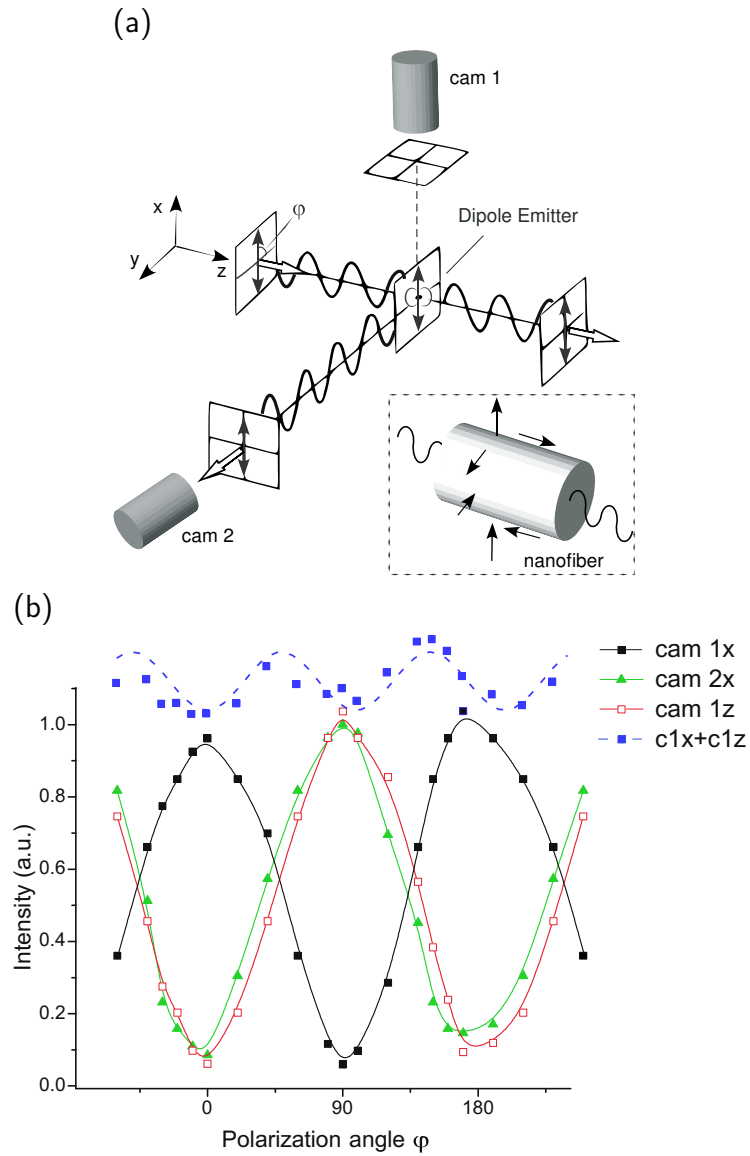 (a)
cam 1
φ
x
y
z
Dipole Emitter
cam 2
nanofiber
(b)
cam 1x
cam 2x
cam 1z
c1x+c1z
1.0
0.8
0.6
0.4
0.2
0.0
Intensity (a.u.)
0 90 180
Polarization angle φ